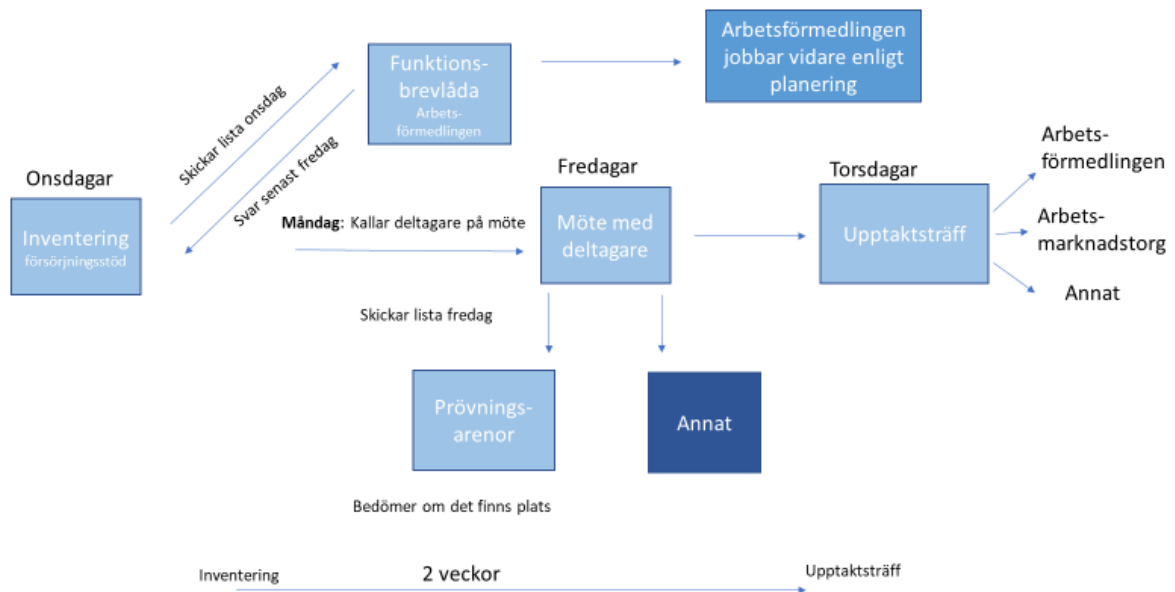 Arbetsförmedlingen
jobbar vidare enligt
planering
Funktions-
brevlåda
Arbets-
förmedlingen
Skickar lista onsdag
Svar senast fredag
Onsdagar
Inventering
försörjningsstöd
Måndag: Kallar deltagare på möte
Fredagar
Möte med
deltagare
Torsdagar
Upptaktsträff
Arbets-
förmedlingen
Arbets-
marknadstorg
Annat
Skickar lista fredag
Prövnings-
arenor
Annat
Bedömer om det finns plats
Inventering
2 veckor
Upptaktsträff